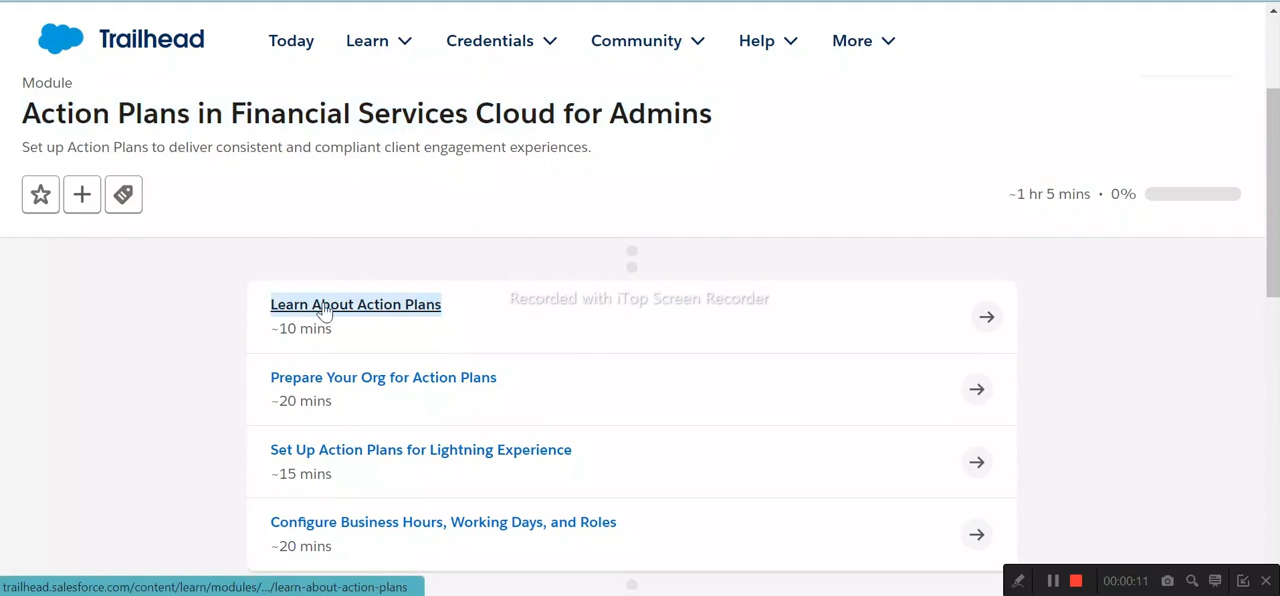 Trailhead
Today Learn Credentials Community Help More
Module
Action Plans in Financial Services Cloud for Admins
Set up Action Plans to deliver consistent and compliant client engagement experiences.
~1 hr 5 mins • 0%
Learn About Action Plans
~10 mins
Recorded with iTop Screen Recorder
Prepare Your Org for Action Plans
~20 mins
Set Up Action Plans for Lightning Experience
~15 mins
Configure Business Hours, Working Days, and Roles
~20 mins
trailhead.salesforce.com/content/learn/modules/.../learn-about-action-plans
00:00:11